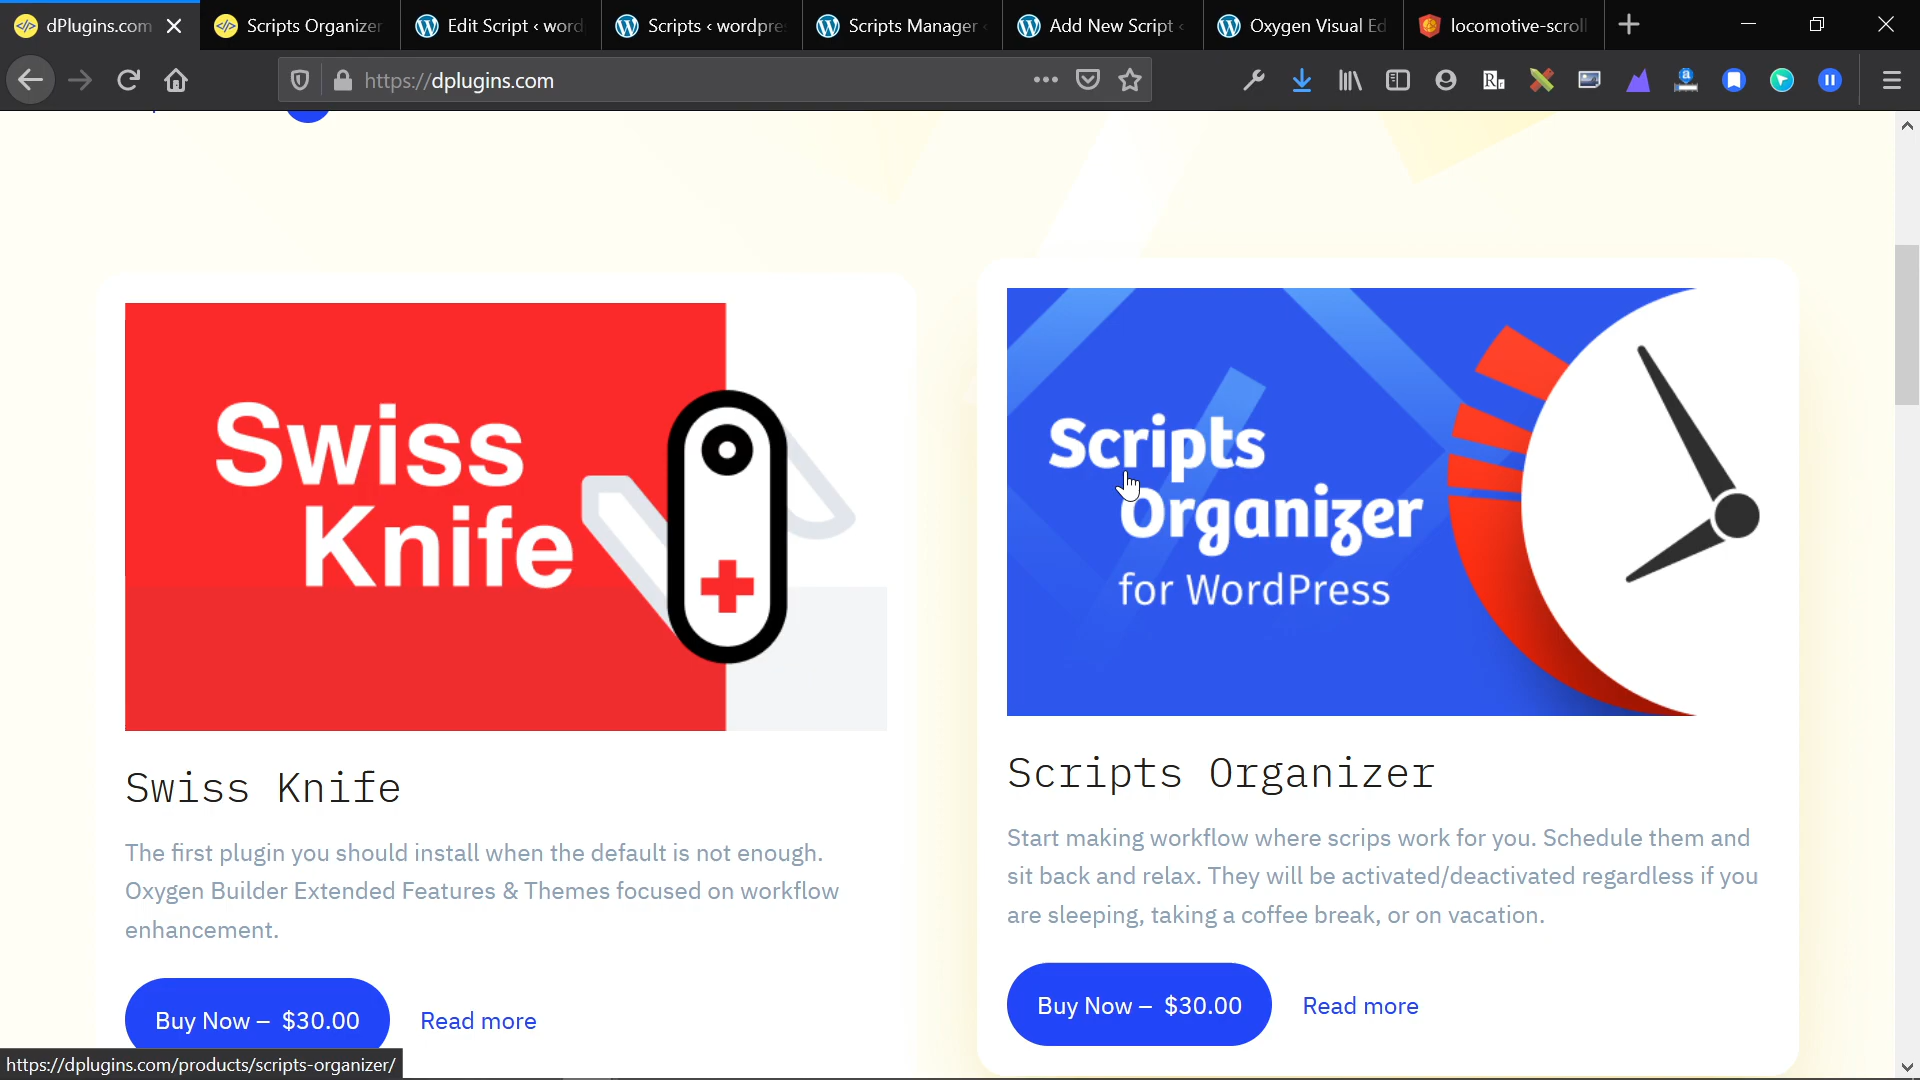 dPlugins.com
Scripts Organizer
Edit Script ‹ word
Scripts ‹ wordpre
Scripts Manager ‹
Add New Script ‹
Oxygen Visual Ed
locomotive-scroll
https://dplugins.com
Swiss
Knife
Scripts
Organizer
for WordPress
Swiss Knife
The first plugin you should install when the default is not enough.
Oxygen Builder Extended Features & Themes focused on workflow
enhancement.
Buy Now – $30.00 Read more
Scripts Organizer
Start making workflow where scrips work for you. Schedule them and
sit back and relax. They will be activated/deactivated regardless if you
are sleeping, taking a coffee break, or on vacation.
Buy Now – $30.00 Read more
https://dplugins.com/products/scripts-organizer/